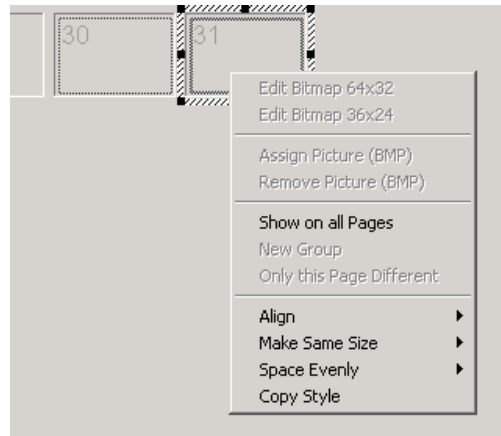 30
31
Edit Bitmap 64x32
Edit Bitmap 36x24
Assign Picture (BMP)
Remove Picture (BMP)
Show on all Pages
New Group
Only this Page Different
Align
Make Same Size
Space Evenly
Copy Style